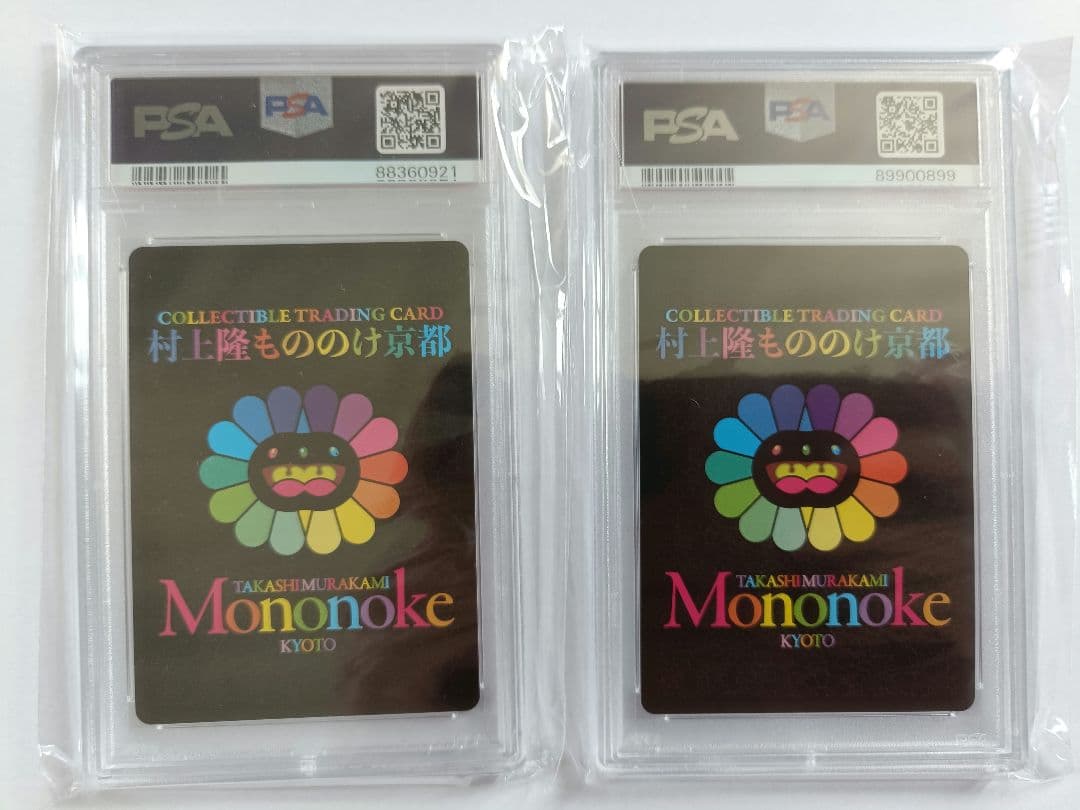 PSA PSA
88360921
COLLECTIBLE TRADING CARD
村上隆もののけ京都
TAKASHI MURAKAMI
Mononoke
KYOTO
PSA PSA
89900899
COLLECTIBLE TRADING CARD
村上隆もののけ京都
TAKASHI MURAKAMI
Mononoke
KYOTO
PSA